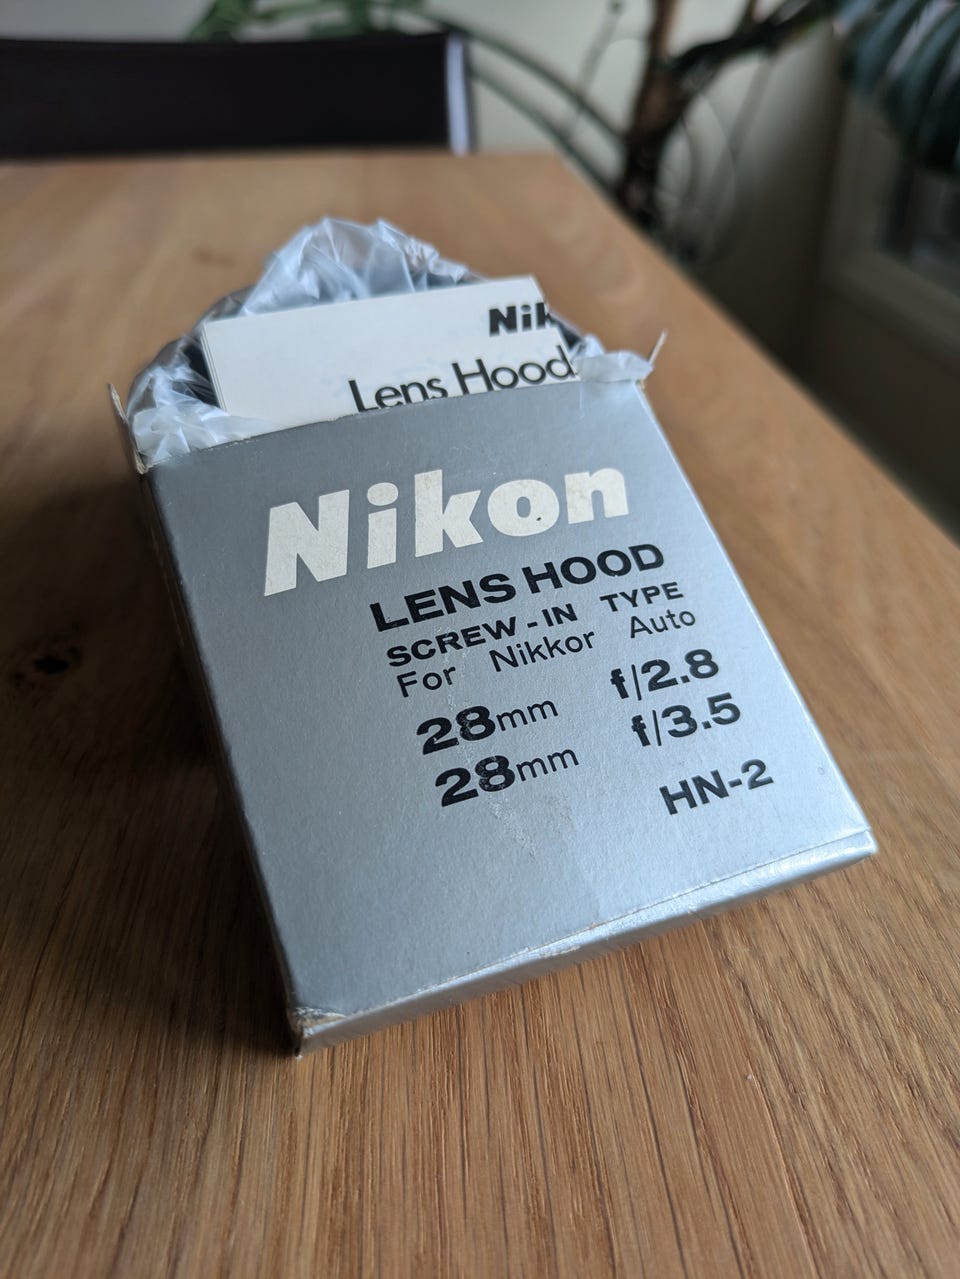 Nik
Lens Hood
Nikon
LENS HOOD
SCREW-IN TYPE
For Nikkor Auto
28mm f/2.8
28mm f/3.5
HN-2